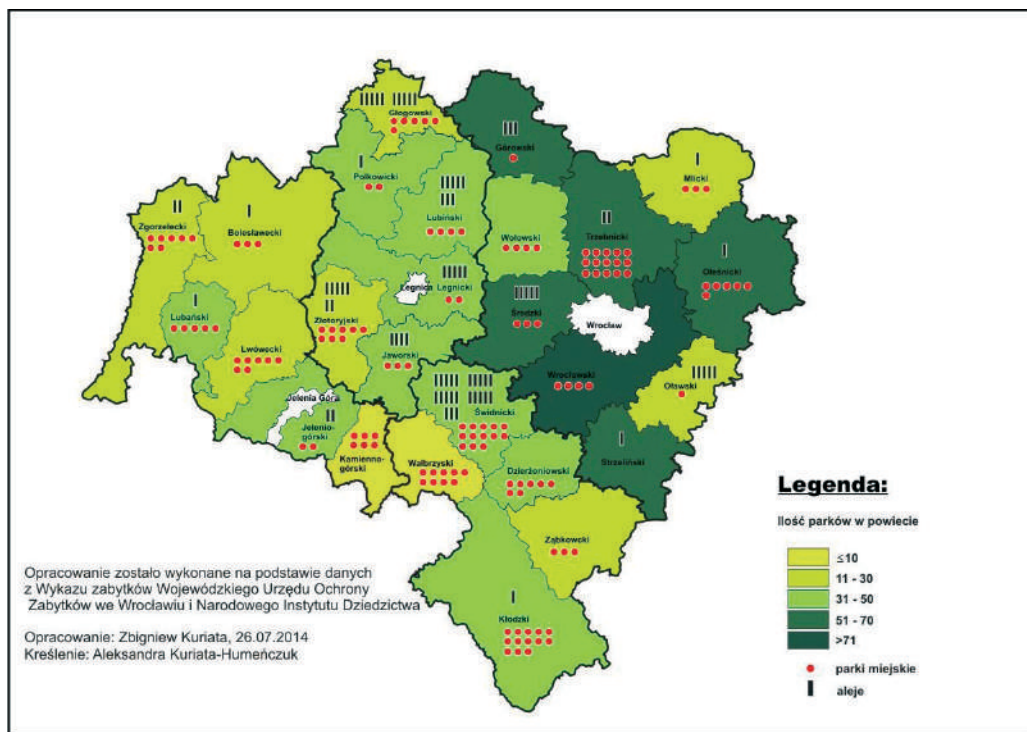 Głogowski
Górowski
Polkowicki
Milicki
Lubiński
Zgorzelecki
Bolesławecki
Wołowski
Trzebnicki
Oleśnicki
Legnica
Legnicki
Lubański
Złotoryjski
Średzki
Wrocław
Lwówecki
Jaworski
Wrocławski
Oławski
Jelenia Góra
Świdnicki
Jelenio-
górski
Kamienno-
górski
Wałbrzyski
Dzierżoniowski
Strzeliński
Ząbkowski
Kłodzki
Legenda:
Ilość parków w powiecie
≤10
11 - 30
31 - 50
51 - 70
>71
parki miejskie
aleje
Opracowanie zostało wykonane na podstawie danych
z Wykazu zabytków Wojewódzkiego Urzędu Ochrony
Zabytków we Wrocławiu i Narodowego Instytutu Dziedzictwa
Opracowanie: Zbigniew Kuriata, 26.07.2014
Kreślenie: Aleksandra Kuriata-Humeńczuk